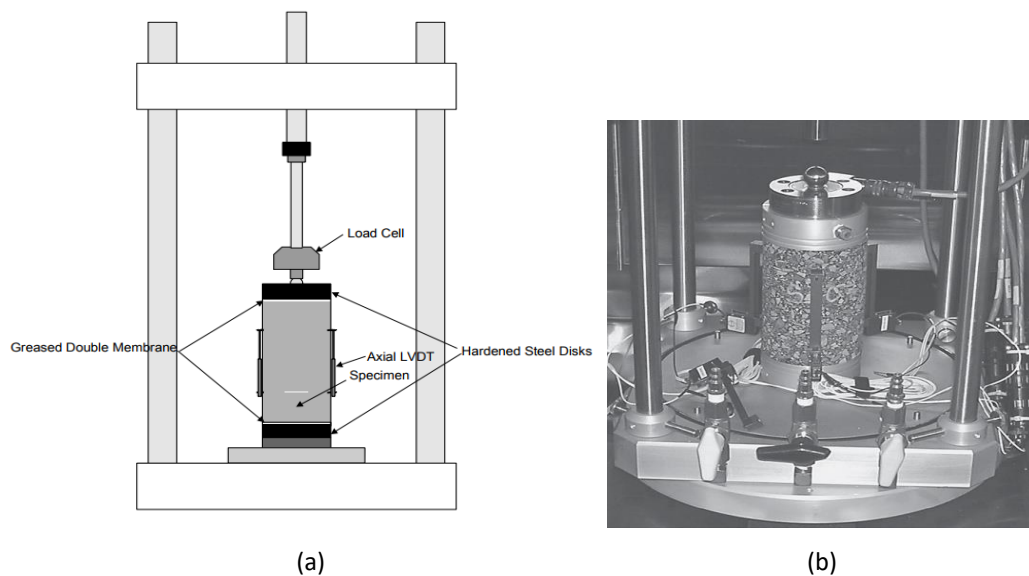 Load Cell
Greased Double Membrane
Axial LVDT
Hardened Steel Disks
Specimen
(a)
(b)